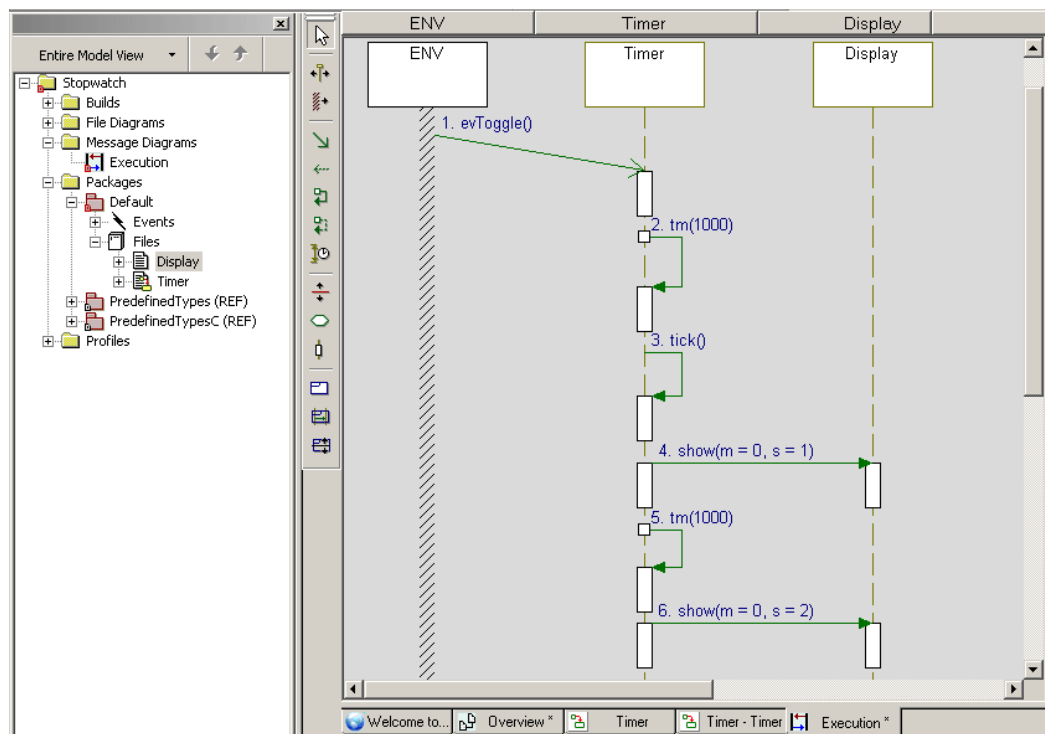 Entire Model View
Stopwatch
Builds
File Diagrams
Message Diagrams
Execution
Packages
Default
Events
Files
Display
Timer
PredefinedTypes (REF)
PredefinedTypesC (REF)
Profiles
ENV Timer Display
ENV Timer Display
1. evToggle()
2. tm(1000)
3. tick()
4. show(m = 0, s = 1)
5. tm(1000)
6. show(m = 0, s = 2)
Welcome to... Overview * Timer Timer - Timer Execution *